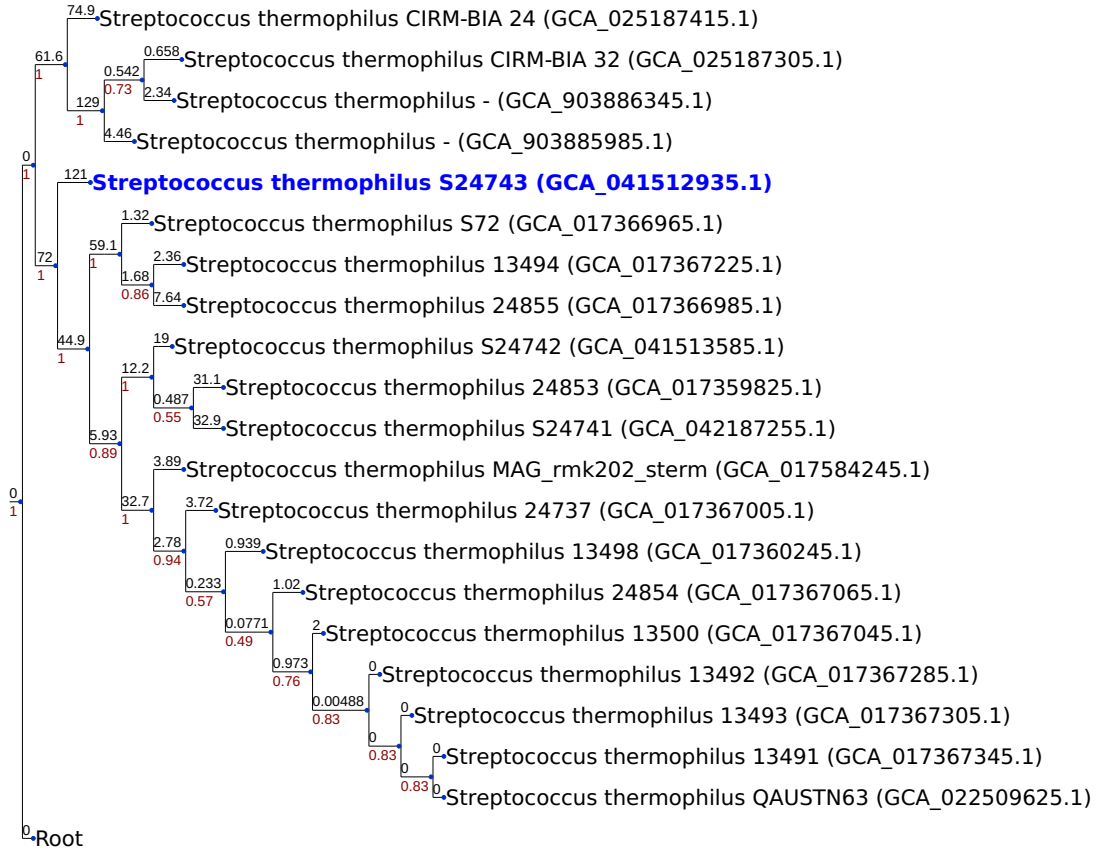 74.9 Streptococcus thermophilus CIRM-BIA 24 (GCA_025187415.1)
0.658 Streptococcus thermophilus CIRM-BIA 32 (GCA_025187305.1)
61.6
1
0.542
0.73
2.34 Streptococcus thermophilus - (GCA_903886345.1)
129
1
4.46 Streptococcus thermophilus - (GCA_903885985.1)
0
1
121 Streptococcus thermophilus S24743 (GCA_041512935.1)
1.32 Streptococcus thermophilus S72 (GCA_017366965.1)
59.1
1
72
1
2.36 Streptococcus thermophilus 13494 (GCA_017367225.1)
1.68
0.86
7.64 Streptococcus thermophilus 24855 (GCA_017366985.1)
44.9
1
19 Streptococcus thermophilus S24742 (GCA_041513585.1)
12.2
1
31.1 Streptococcus thermophilus 24853 (GCA_017359825.1)
0.487
0.55
32.9 Streptococcus thermophilus S24741 (GCA_042187255.1)
5.93
0.89
3.89 Streptococcus thermophilus MAG_rmk202_sterm (GCA_017584245.1)
0
1
32.7
1
3.72 Streptococcus thermophilus 24737 (GCA_017367005.1)
2.78
0.94
0.939 Streptococcus thermophilus 13498 (GCA_017360245.1)
0.233
0.57
1.02 Streptococcus thermophilus 24854 (GCA_017367065.1)
0.0771
0.49
2 Streptococcus thermophilus 13500 (GCA_017367045.1)
0.973
0.76
0 Streptococcus thermophilus 13492 (GCA_017367285.1)
0.00488
0.83
0 Streptococcus thermophilus 13493 (GCA_017367305.1)
0
0.83
0 Streptococcus thermophilus 13491 (GCA_017367345.1)
0
0.83
0 Streptococcus thermophilus QAUSTN63 (GCA_022509625.1)
0 Root